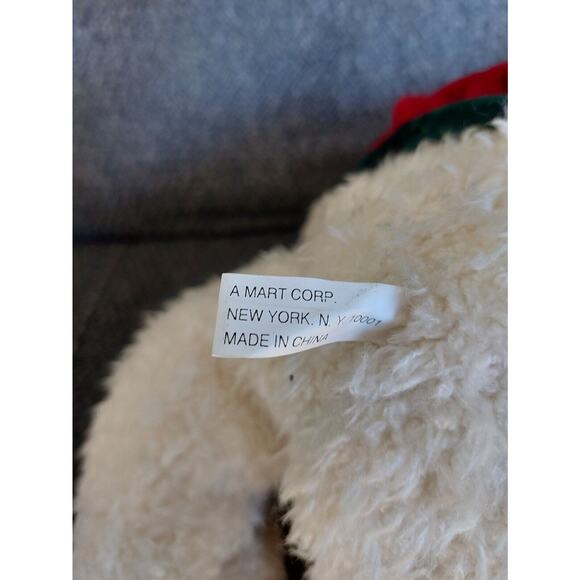 A MART CORP.
NEW YORK. N. Y. 10001
MADE IN CHINA